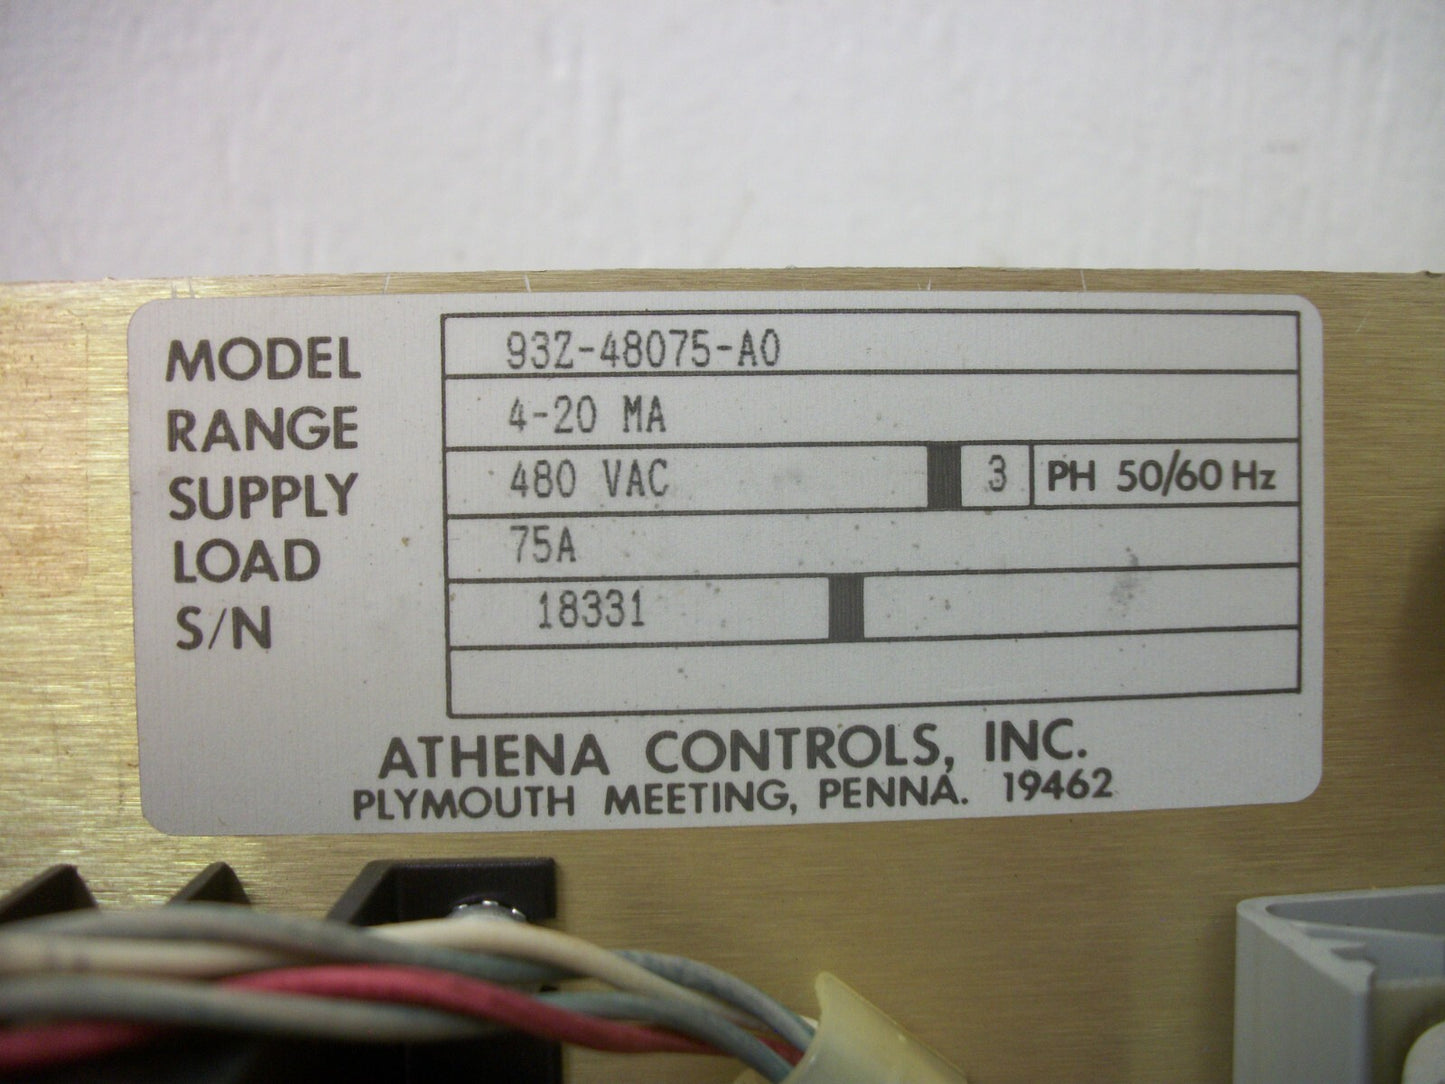 MODEL 93Z-48075-A0
RANGE 4-20 MA
SUPPLY 480 VAC 3 PH 50/60 Hz
LOAD 75A
S/N 18331
ATHENA CONTROLS, INC.
PLYMOUTH MEETING, PENNA. 19462